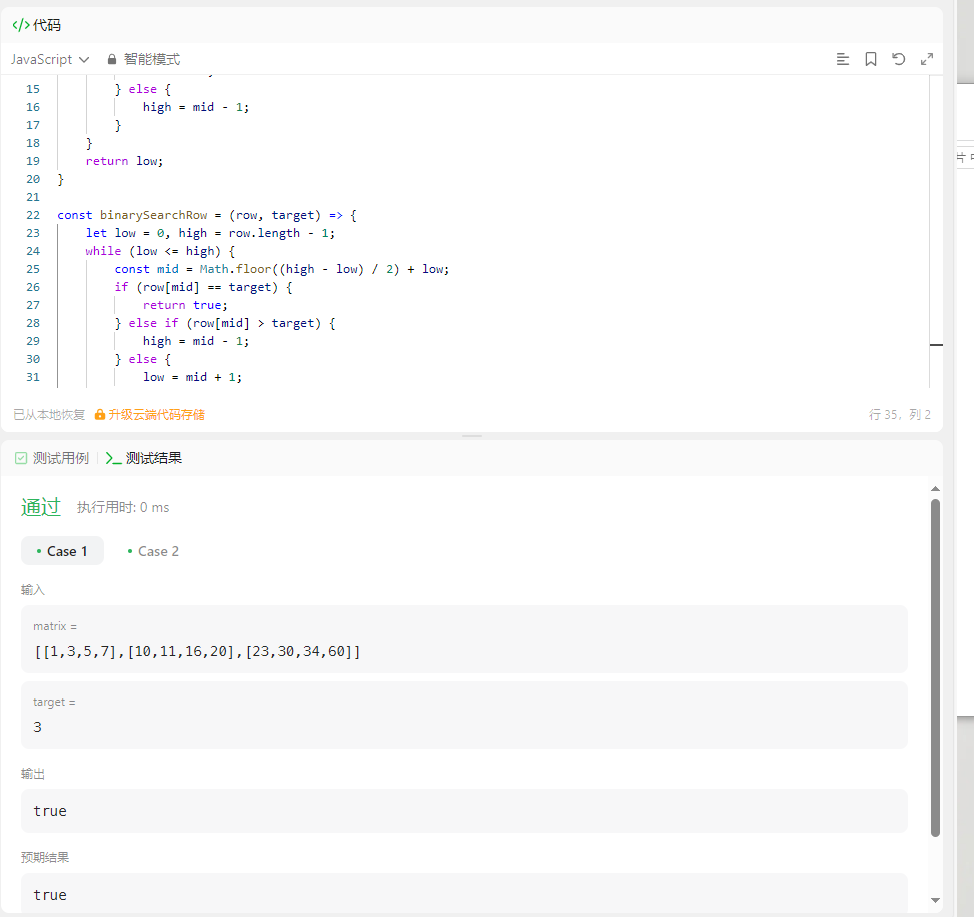 </> 代码
JavaScript 智能模式
15 } else {
16 high = mid - 1;
17 }
18 }
19 return low;
20 }
21
22 const binarySearchRow = (row, target) => {
23 let low = 0, high = row.length - 1;
24 while (low <= high) {
25 const mid = Math.floor((high - low) / 2) + low;
26 if (row[mid] == target) {
27 return true;
28 } else if (row[mid] > target) {
29 high = mid - 1;
30 } else {
31 low = mid + 1;
已从本地恢复 升级云端代码存储 行 35, 列 2
测试用例 >_ 测试结果
通过 执行用时: 0 ms
• Case 1 • Case 2
输入
matrix =
[[1,3,5,7],[10,11,16,20],[23,30,34,60]]
target =
3
输出
true
预期结果
true
片